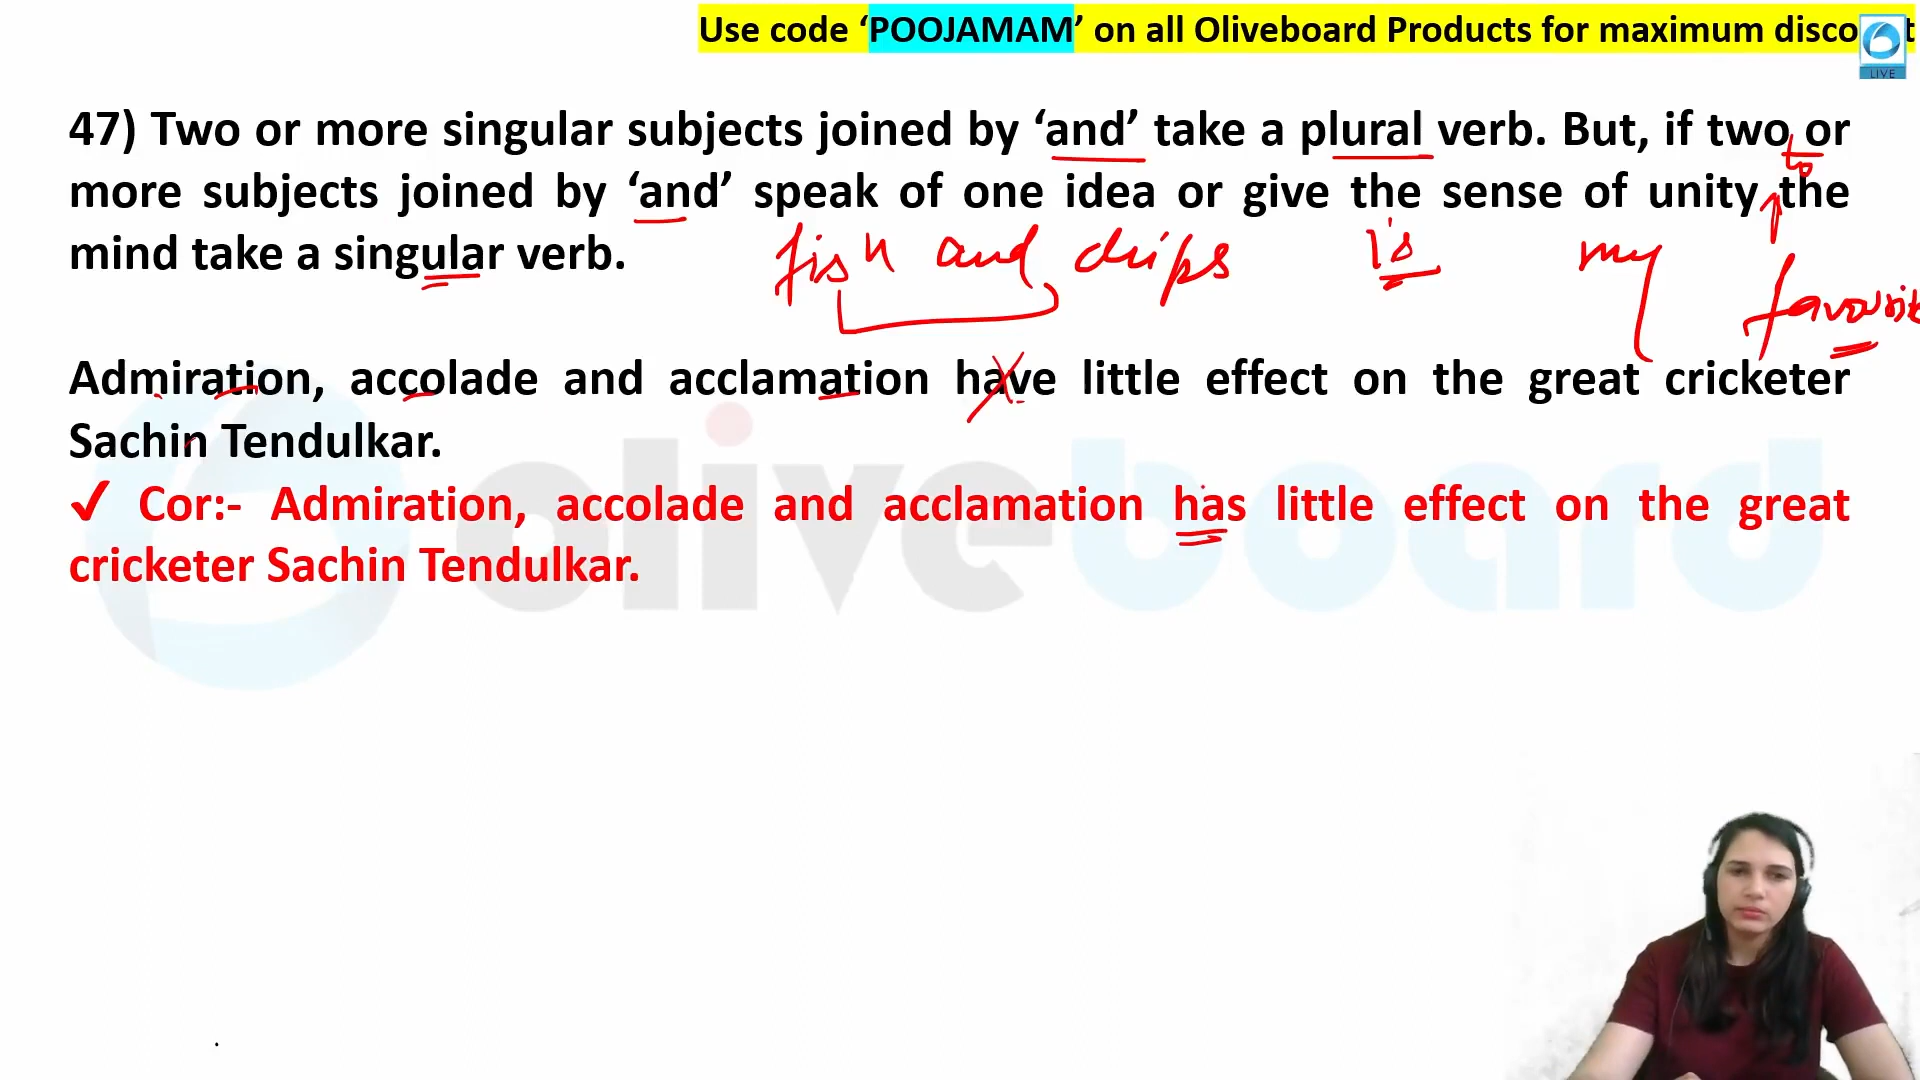 Use code ‘POOJAMAM’ on all Oliveboard Products for maximum disco t
LIVE
47) Two or more singular subjects joined by ‘and’ take a plural verb. But, if two or
to
more subjects joined by ‘and’ speak of one idea or give the sense of unity the
mind take a singular verb.
fish and chips is my
favourite
Admiration, accolade and acclamation have little effect on the great cricketer
Sachin Tendulkar.
✓ Cor:- Admiration, accolade and acclamation has little effect on the great
cricketer Sachin Tendulkar.
oliveboard